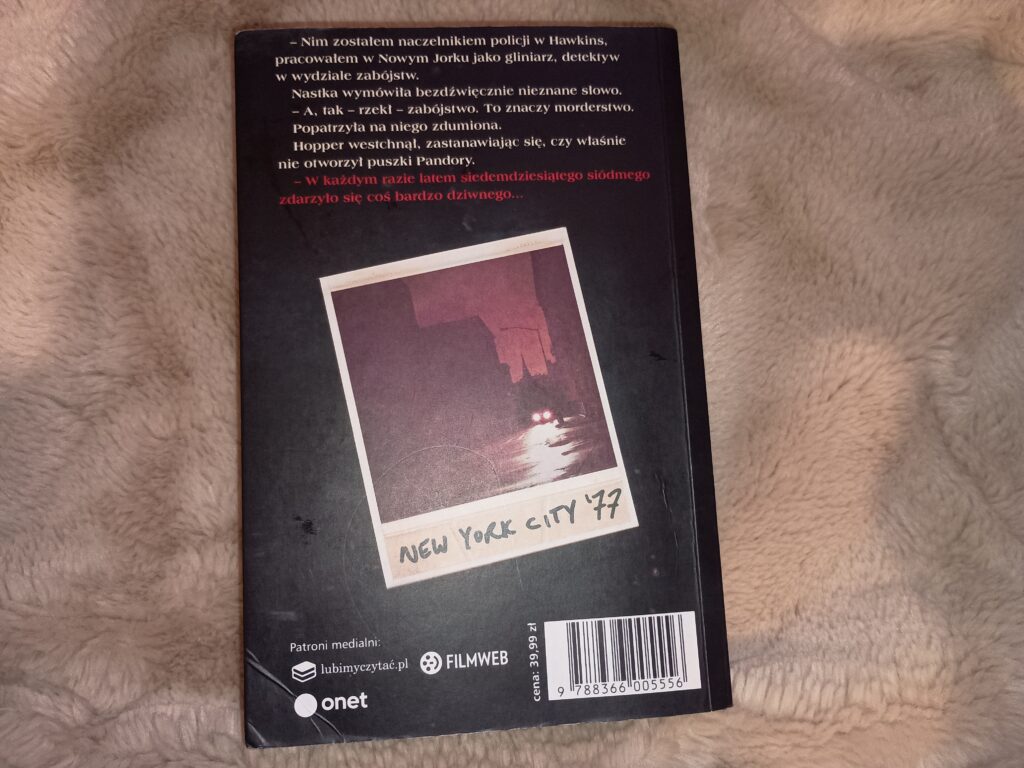 – Nim zostałem naczelnikiem policji w Hawkins,
pracowałem w Nowym Jorku jako gliniarz, detektyw
w wydziale zabójstw.
Nastka wymówiła bezdźwięcznie nieznane słowo.
– A, tak – rzekł – zabójstwo. To znaczy morderstwo.
Popatrzyła na niego zdumiona.
Hopper westchnął, zastanawiając się, czy właśnie
nie otworzył puszki Pandory.
– W każdym razie latem siedemdziesiątego siódmego
zdarzyło się coś bardzo dziwnego...
NEW YORK CITY '77
Patroni medialni:
lubimyczytać.pl
FILMWEB
onet
cena: 39,99 zł
9 788366 005556